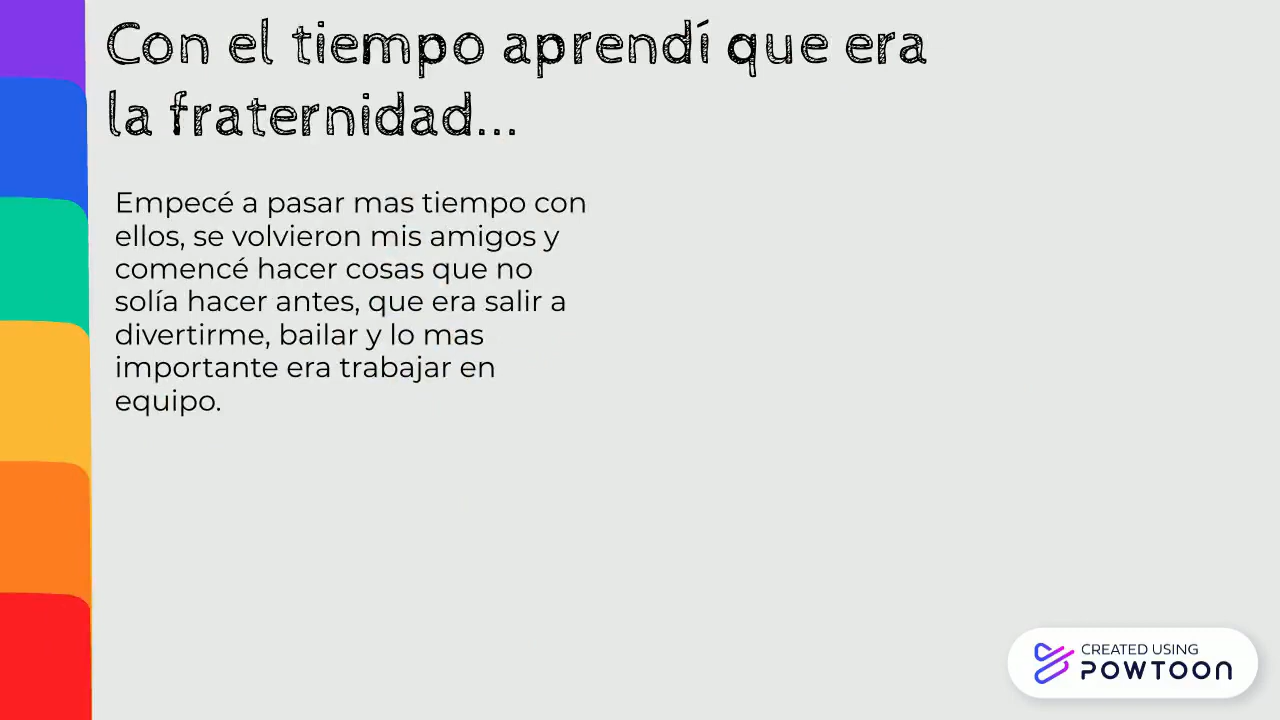 Con el tiempo aprendí que era
la fraternidad...
Empecé a pasar mas tiempo con
ellos, se volvieron mis amigos y
comencé hacer cosas que no
solía hacer antes, que era salir a
divertirme, bailar y lo mas
importante era trabajar en
equipo.
CREATED USING
POWTOON